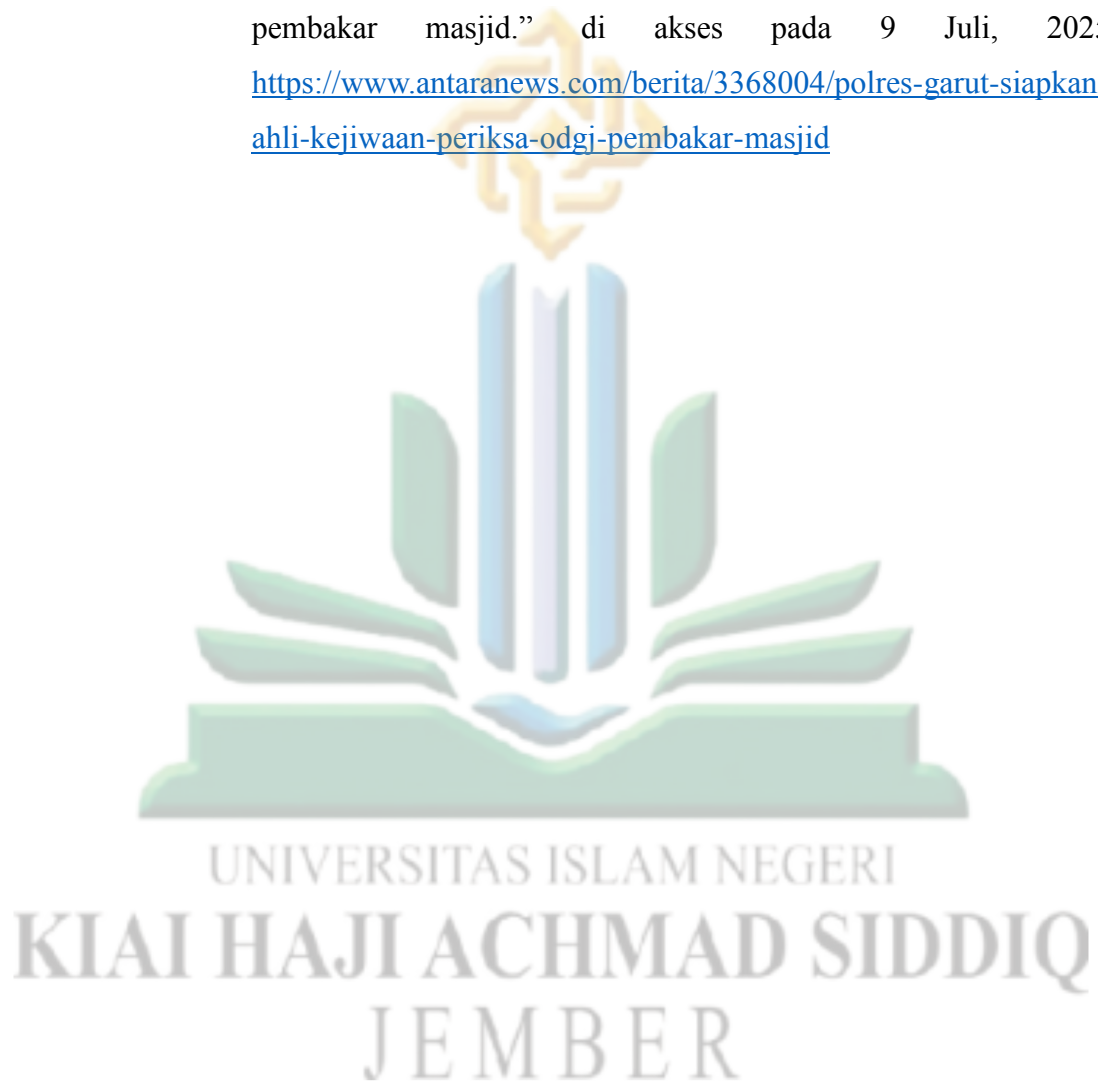 pembakar masjid.” di akses pada 9 Juli,
https://www.antaranews.com/berita/3368004/polres-garut-siapkan
ahli-kejiwaan-periksa-odgj-pembakar-masjid
UNIVERSITAS ISLAM NEGERI
KIAI HAJI ACHMAD SIDDIQ
JEMBER